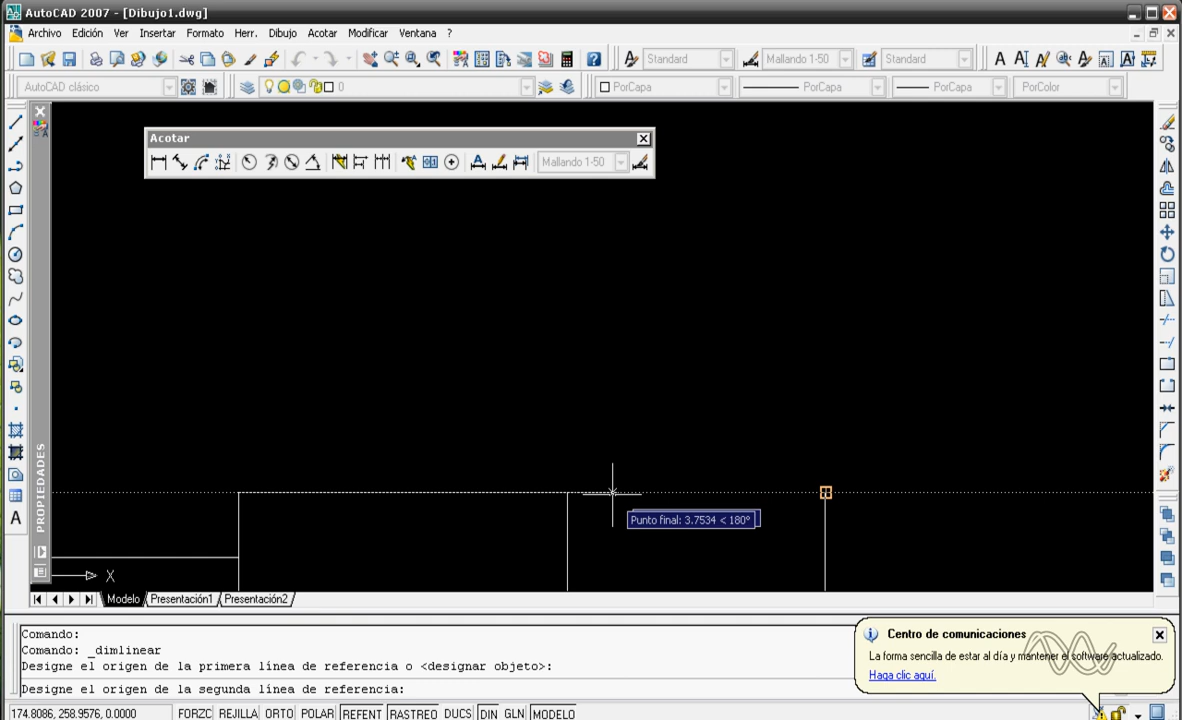 AutoCAD 2007 - [Dibujo1.dwg]
Archivo Edición Ver Insertar Formato Herr. Dibujo Acotar Modificar Ventana ?
Standard Mallando 1-50 Standard
AutoCAD clásico 0 PorCapa PorCapa PorCapa PorColor
Acotar
Mallando 1-50
PROPIEDADES
Punto final: 3.7534 < 180°
X
Modelo Presentación1 Presentación2
Comando:
Comando: _dimlinear
Designe el origen de la primera línea de referencia o <designar objeto>:
Designe el origen de la segunda línea de referencia:
Centro de comunicaciones
La forma sencilla de estar al día y mantener el software actualizado.
Haga clic aquí.
174.8086, 258.9576, 0.0000 FORZC REJILLA ORTO POLAR REFENT RASTREO DUCS DIN GLN MODELO